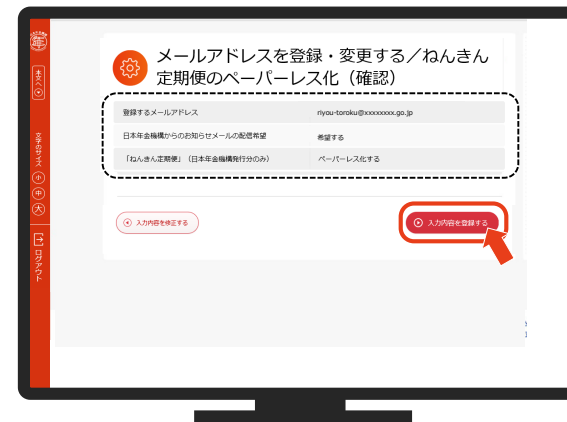 本文へ
文字のサイズ
小
中
大
ログアウト
メールアドレスを登録・変更する／ねんきん
定期便のペーパーレス化（確認）
登録するメールアドレス riyou-toroku@xxxxxxxx.go.jp
日本年金機構からのお知らせメールの配信希望 希望する
「ねんきん定期便」（日本年金機構発行分のみ） ペーパーレス化する
入力内容を修正する
入力内容を登録する